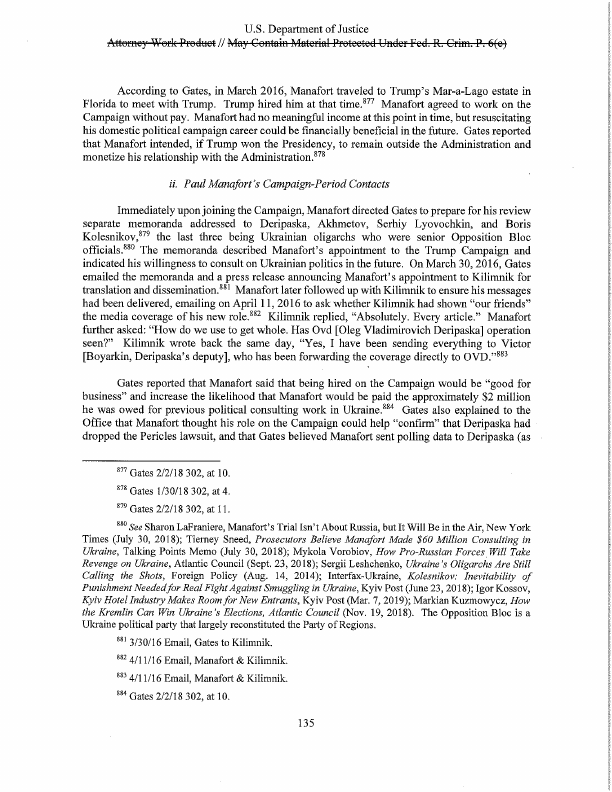 U.S. Department of Justice
Attorney Work Product // May Contain Material Protected Under Fed. R. Crim. P. 6(e)
According to Gates, in March 2016, Manafort traveled to Trump's Mar-a-Lago estate in
Florida to meet with Trump. Trump hired him at that time.877 Manafort agreed to work on the
Campaign without pay. Manafort had no meaningful income at this point in time, but resuscitating
his domestic political campaign career could be financially beneficial in the future. Gates reported
that Manafort intended, if Trump won the Presidency, to remain outside the Administration and
monetize his relationship with the Administration.878
ii. Paul Manafort's Campaign-Period Contacts
Immediately upon joining the Campaign, Manafort directed Gates to prepare for his review
separate memoranda addressed to Deripaska, Akhmetov, Serhiy Lyovochkin, and Boris
Kolesnikov,879 the last three being Ukrainian oligarchs who were senior Opposition Bloc
officials.880 The memoranda described Manafort's appointment to the Trump Campaign and
indicated his willingness to consult on Ukrainian politics in the future. On March 30, 2016, Gates
emailed the memoranda and a press release announcing Manafort's appointment to Kilimnik for
translation and dissemination.881 Manafort later followed up with Kilimnik to ensure his messages
had been delivered, emailing on April 11, 2016 to ask whether Kilimnik had shown "our friends"
the media coverage of his new role.882 Kilimnik replied, "Absolutely. Every article." Manafort
further asked: "How do we use to get whole. Has Ovd [Oleg Vladimirovich Deripaska] operation
seen?" Kilimnik wrote back the same day, "Yes, I have been sending everything to Victor
[Boyarkin, Deripaska's deputy], who has been forwarding the coverage directly to OVD."883
Gates reported that Manafort said that being hired on the Campaign would be "good for
business" and increase the likelihood that Manafort would be paid the approximately $2 million
he was owed for previous political consulting work in Ukraine.884 Gates also explained to the
Office that Manafort thought his role on the Campaign could help "confirm" that Deripaska had
dropped the Pericles lawsuit, and that Gates believed Manafort sent polling data to Deripaska (as
877 Gates 2/2/18 302, at 10.
878 Gates 1/30/18 302, at 4.
879 Gates 2/2/18 302, at 11.
880 See Sharon LaFraniere, Manafort's Trial Isn't About Russia, but It Will Be in the Air, New York
Times (July 30, 2018); Tierney Sneed, Prosecutors Believe Manafort Made $60 Million Consulting in
Ukraine, Talking Points Memo (July 30, 2018); Mykola Vorobiov, How Pro-Russian Forces Will Take
Revenge on Ukraine, Atlantic Council (Sept. 23, 2018); Sergii Leshchenko, Ukraine's Oligarchs Are Still
Calling the Shots, Foreign Policy (Aug. 14, 2014); Interfax-Ukraine, Kolesnikov: Inevitability of
Punishment Needed for Real Fight Against Smuggling in Ukraine, Kyiv Post (June 23, 2018); Igor Kossov,
Kyiv Hotel Industry Makes Room for New Entrants, Kyiv Post (Mar. 7, 2019); Markian Kuzmowycz, How
the Kremlin Can Win Ukraine's Elections, Atlantic Council (Nov. 19, 2018). The Opposition Bloc is a
Ukraine political party that largely reconstituted the Party of Regions.
881 3/30/16 Email, Gates to Kilimnik.
882 4/11/16 Email, Manafort & Kilimnik.
883 4/11/16 Email, Manafort & Kilimnik.
884 Gates 2/2/18 302, at 10.
135